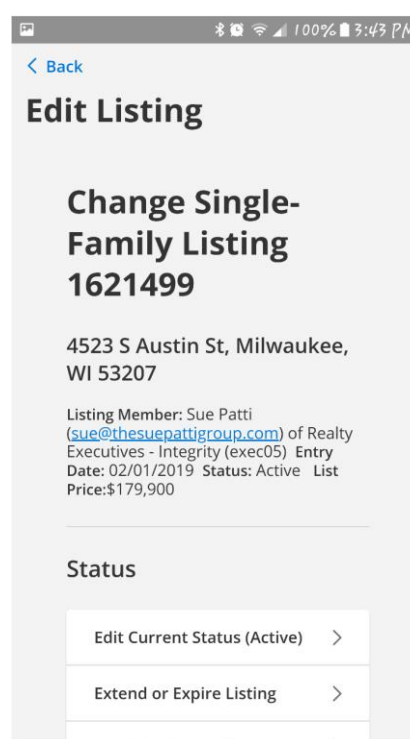 100% 3:43 PM
Back
Edit Listing
Change Single-
Family Listing
1621499
4523 S Austin St, Milwaukee,
WI 53207
Listing Member: Sue Patti
(sue@thesuepattigroup.com) of Realty
Executives - Integrity (exec05) Entry
Date: 02/01/2019 Status: Active List
Price:$179,900
Status
Edit Current Status (Active)
Extend or Expire Listing